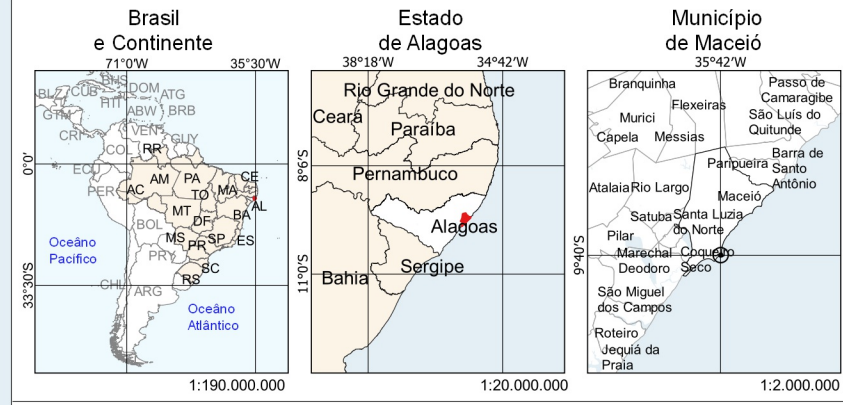 Brasil
e Continente
71°0'W
35°30'W
0°0'
33°30'S
BLZ
CUB
BHS
HTI
DOM
ATG
GTM
ABW
BRB
CRI
VEN
GUY
COL
ECU
PER
BOL
PRY
CHL
ARG
RR
AM
PA
CE
AC
TO
MA
AL
MT
DF
BA
MS
SP
ES
PR
SC
RS
Oceâno
Pacífico
Oceâno
Atlântico
1:190.000.000
Estado
de Alagoas
38°18'W
34°42'W
8°6'S
11°0'S
Rio Grande do Norte
Ceará
Paraíba
Pernambuco
Alagoas
Sergipe
Bahia
1:20.000.000
Município
de Maceió
35°42'W
9°40'S
Branquinha
Passo de
Camaragibe
Flexeiras
Murici
São Luís do
Quitunde
Capela
Messias
Barra de
Santo
Antônio
Paripueira
Atalaia
Rio Largo
Maceió
Satuba
Santa Luzia
do Norte
Pilar
Marechal
Deodoro
Coqueiro
Seco
São Miguel
dos Campos
Roteiro
Jequiá da
Praia
1:2.000.000